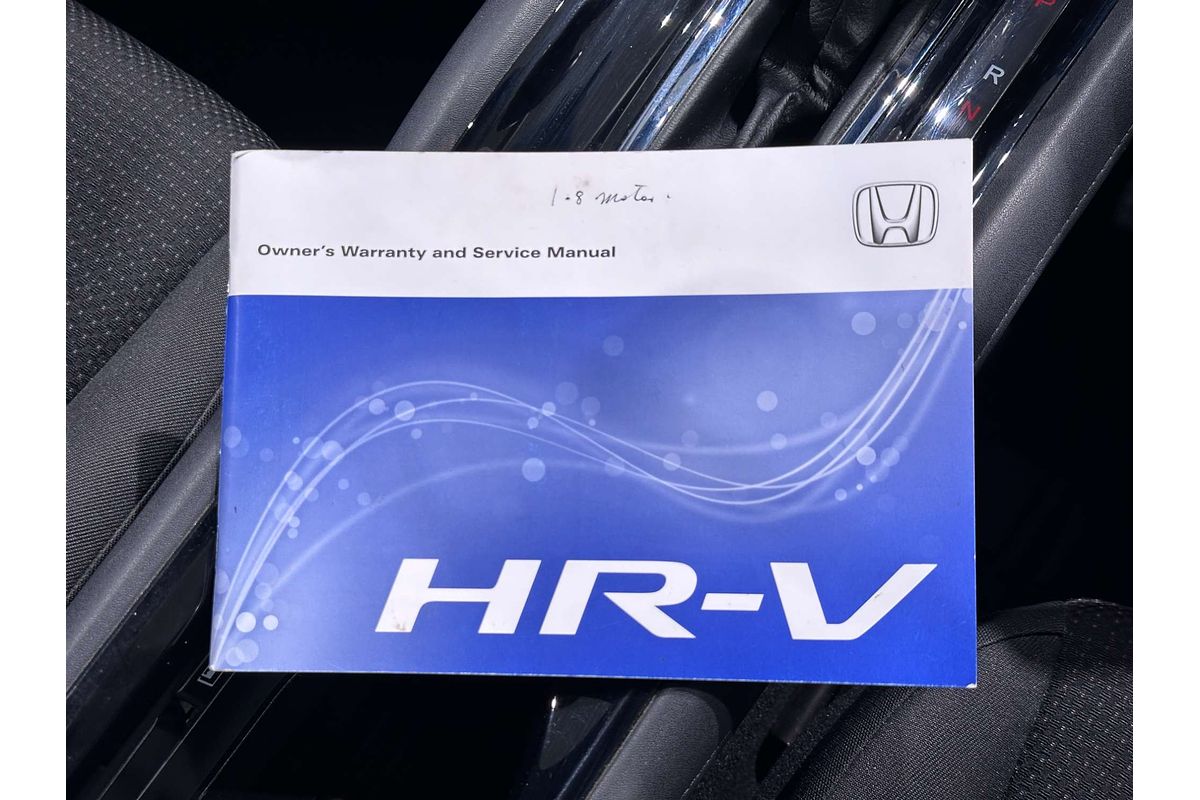 P
R
N
1.8 motor.
Owner's Warranty and Service Manual
HR-V